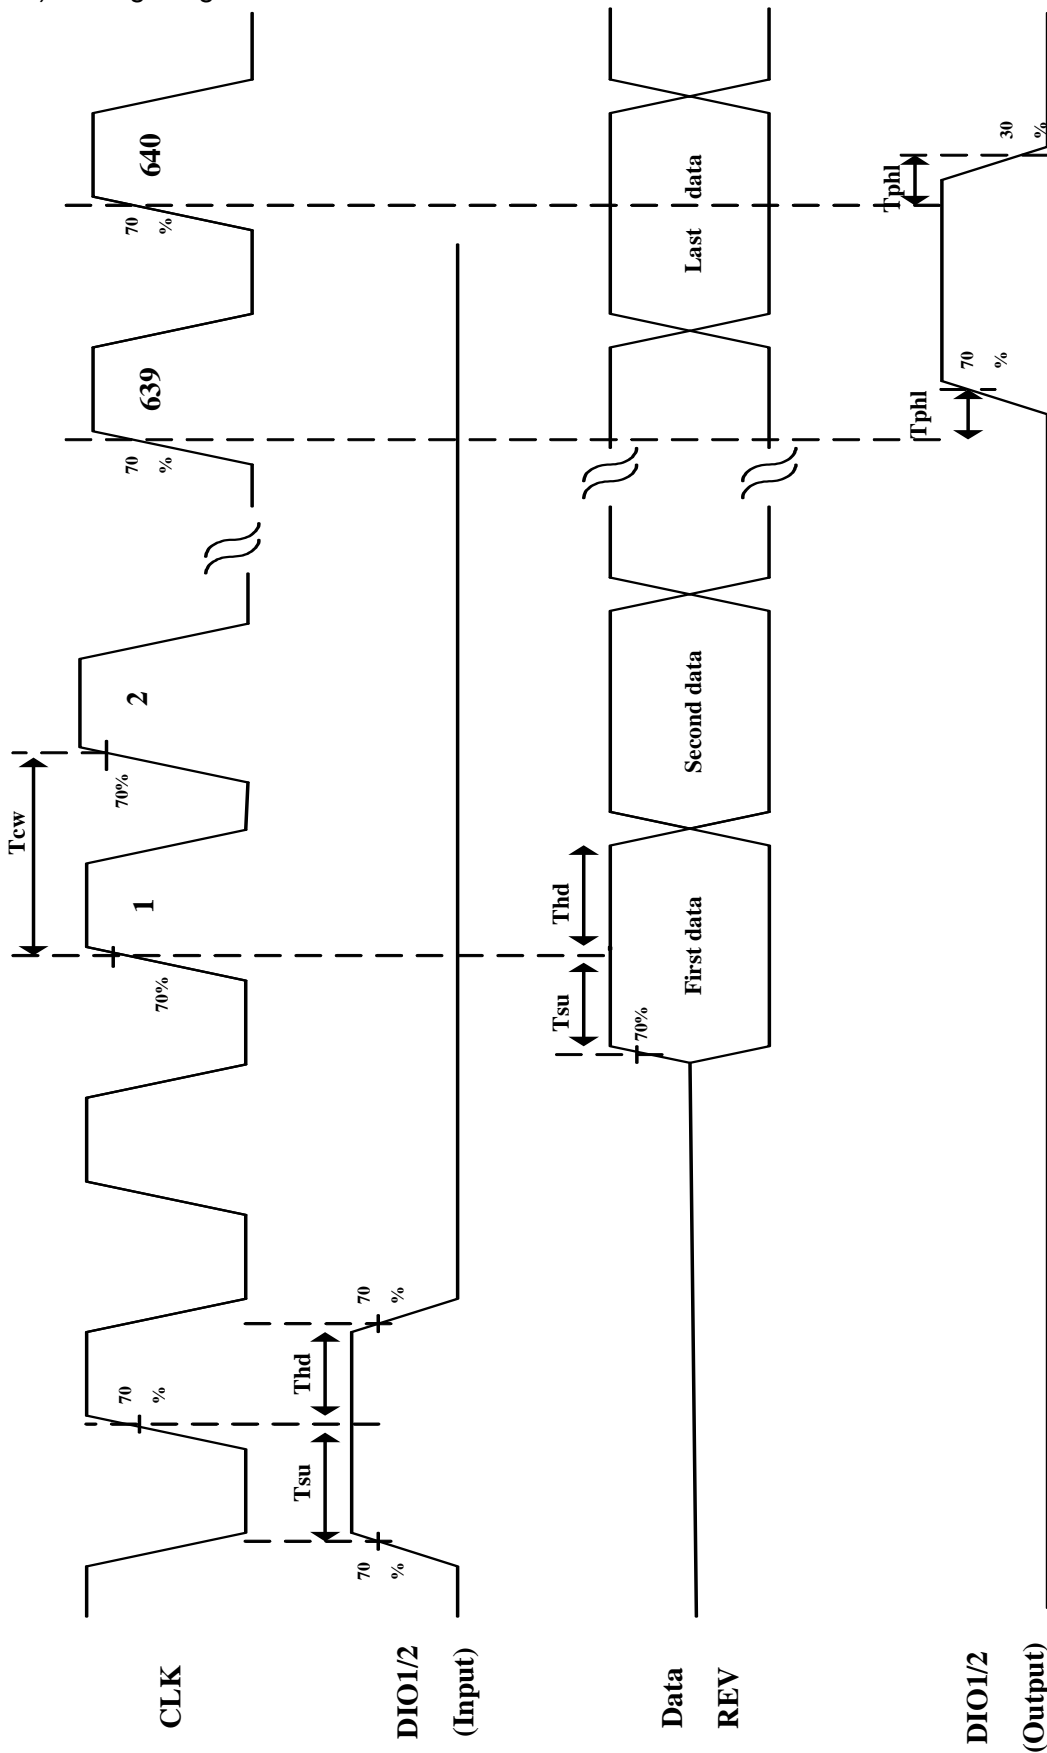 Tcw
CLK
70
%
70%
1
70%
2
70
%
639
70
%
640
DIO1/2
(Input)
70
%
Tsu
Thd
70
%
Data
REV
Tsu
Thd
70%
First data
Second data
Last data
DIO1/2
(Output)
Tphl
70
%
Tphl
30
%